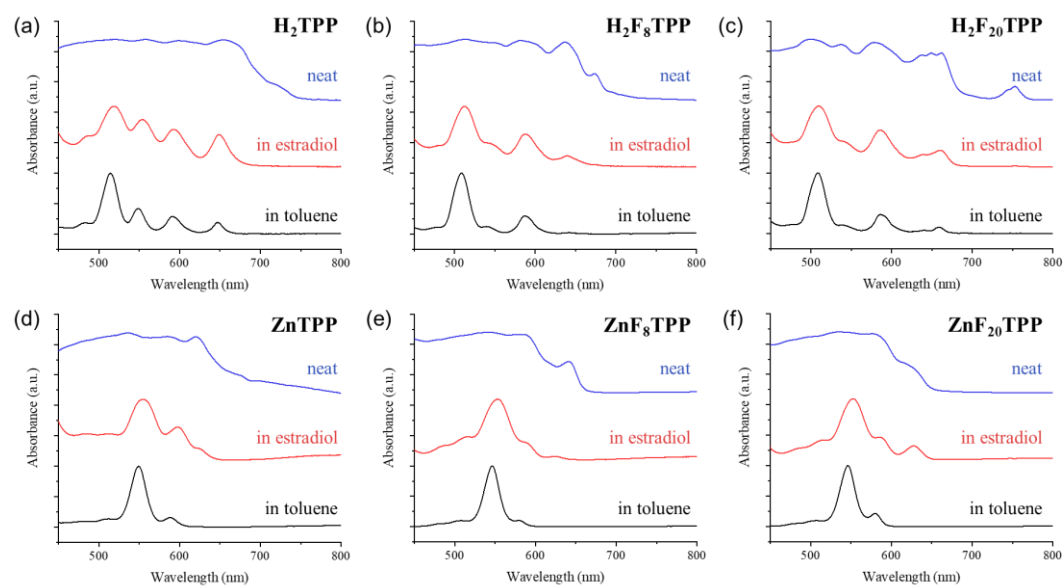 (a)
H₂TPP
neat
in estradiol
in toluene
Absorbance (a.u.)
500 600 700 800
Wavelength (nm)
(b)
H₂F₈TPP
neat
in estradiol
in toluene
Absorbance (a.u.)
500 600 700 800
Wavelength (nm)
(c)
H₂F₂₀TPP
neat
in estradiol
in toluene
Absorbance (a.u.)
500 600 700 800
Wavelength (nm)
(d)
ZnTPP
neat
in estradiol
in toluene
Absorbance (a.u.)
500 600 700 800
Wavelength (nm)
(e)
ZnF₈TPP
neat
in estradiol
in toluene
Absorbance (a.u.)
500 600 700 800
Wavelength (nm)
(f)
ZnF₂₀TPP
neat
in estradiol
in toluene
Absorbance (a.u.)
500 600 700 800
Wavelength (nm)